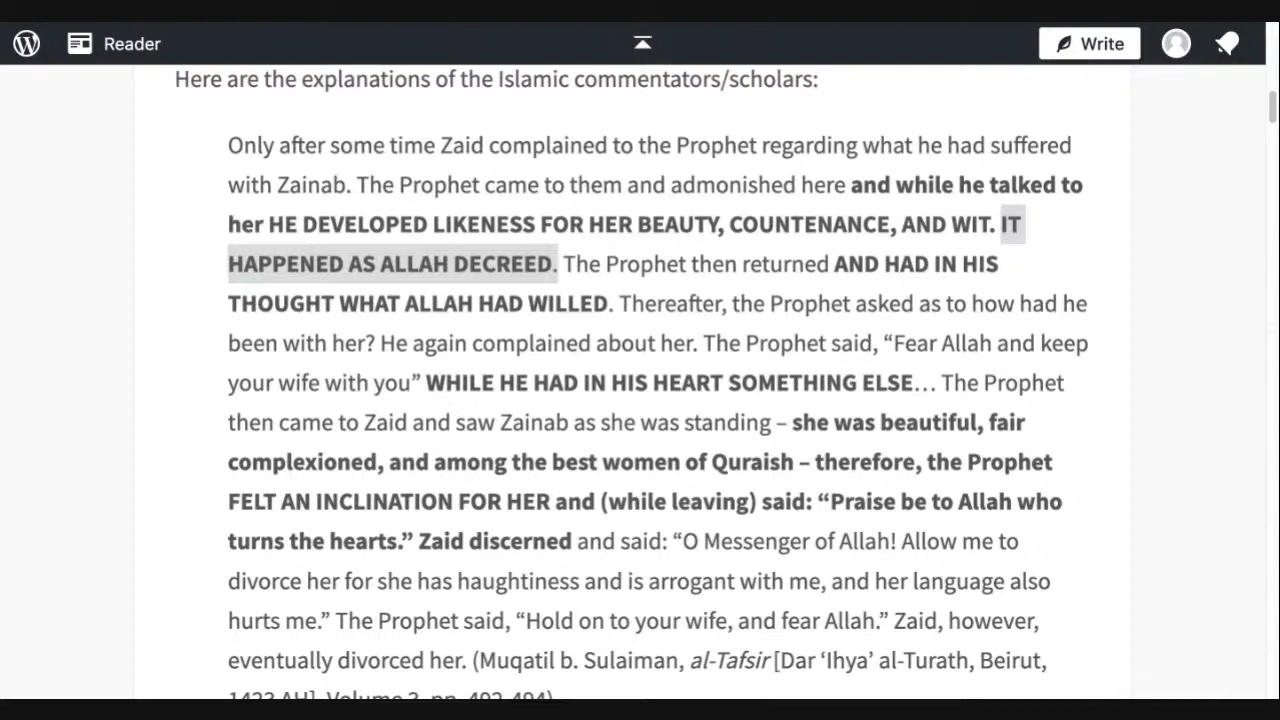 Reader
Write
Here are the explanations of the Islamic commentators/scholars:
Only after some time Zaid complained to the Prophet regarding what he had suffered
with Zainab. The Prophet came to them and admonished here and while he talked to
her HE DEVELOPED LIKENESS FOR HER BEAUTY, COUNTENANCE, AND WIT. IT
HAPPENED AS ALLAH DECREED. The Prophet then returned AND HAD IN HIS
THOUGHT WHAT ALLAH HAD WILLED. Thereafter, the Prophet asked as to how had he
been with her? He again complained about her. The Prophet said, “Fear Allah and keep
your wife with you” WHILE HE HAD IN HIS HEART SOMETHING ELSE… The Prophet
then came to Zaid and saw Zainab as she was standing – she was beautiful, fair
complexioned, and among the best women of Quraish – therefore, the Prophet
FELT AN INCLINATION FOR HER and (while leaving) said: “Praise be to Allah who
turns the hearts.” Zaid discerned and said: “O Messenger of Allah! Allow me to
divorce her for she has haughtiness and is arrogant with me, and her language also
hurts me.” The Prophet said, “Hold on to your wife, and fear Allah.” Zaid, however,
eventually divorced her. (Muqatil b. Sulaiman, al-Tafsir [Dar ‘Ihya’ al-Turath, Beirut,
1423 AH], Volume 3, pp. 492-494)